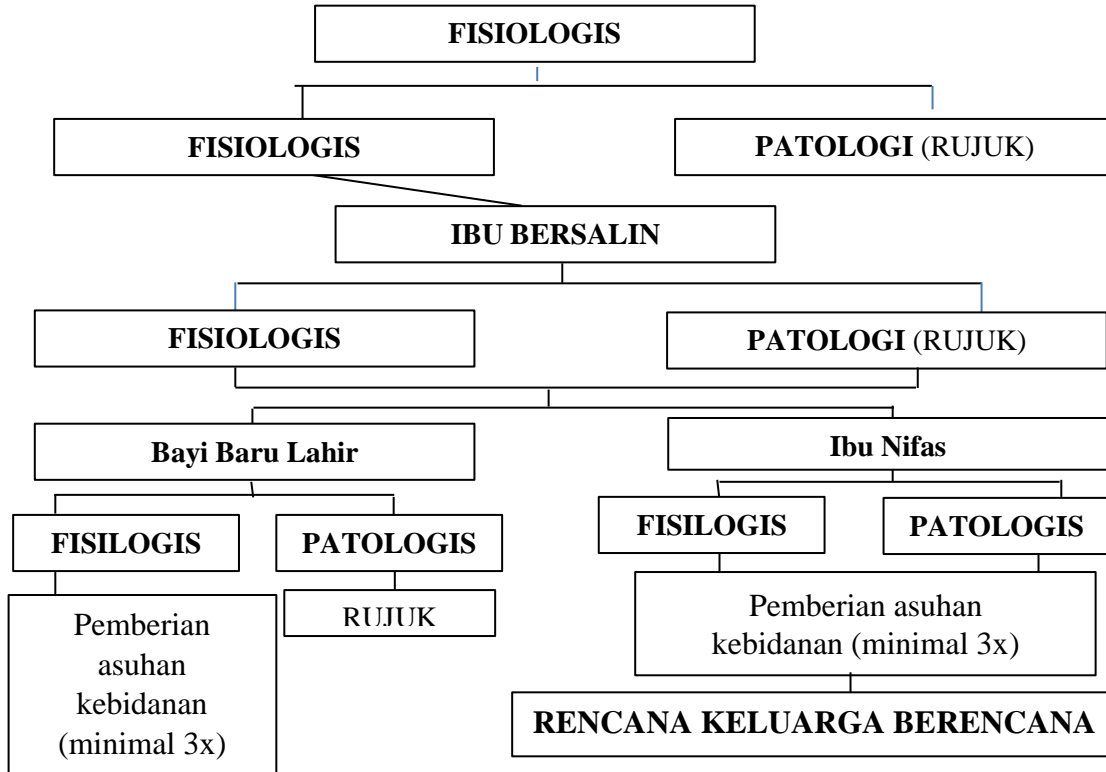 FISIOLOGIS
FISIOLOGIS
PATOLOGI (RUJUK)
IBU BERSALIN
FISIOLOGIS
PATOLOGI (RUJUK)
Bayi Baru Lahir
Ibu Nifas
FISILOGIS
PATOLOGIS
FISILOGIS
PATOLOGIS
Pemberian
asuhan
kebidanan
(minimal 3x)
RUJUK
Pemberian asuhan
kebidanan (minimal 3x)
RENCANA KELUARGA BERENCANA